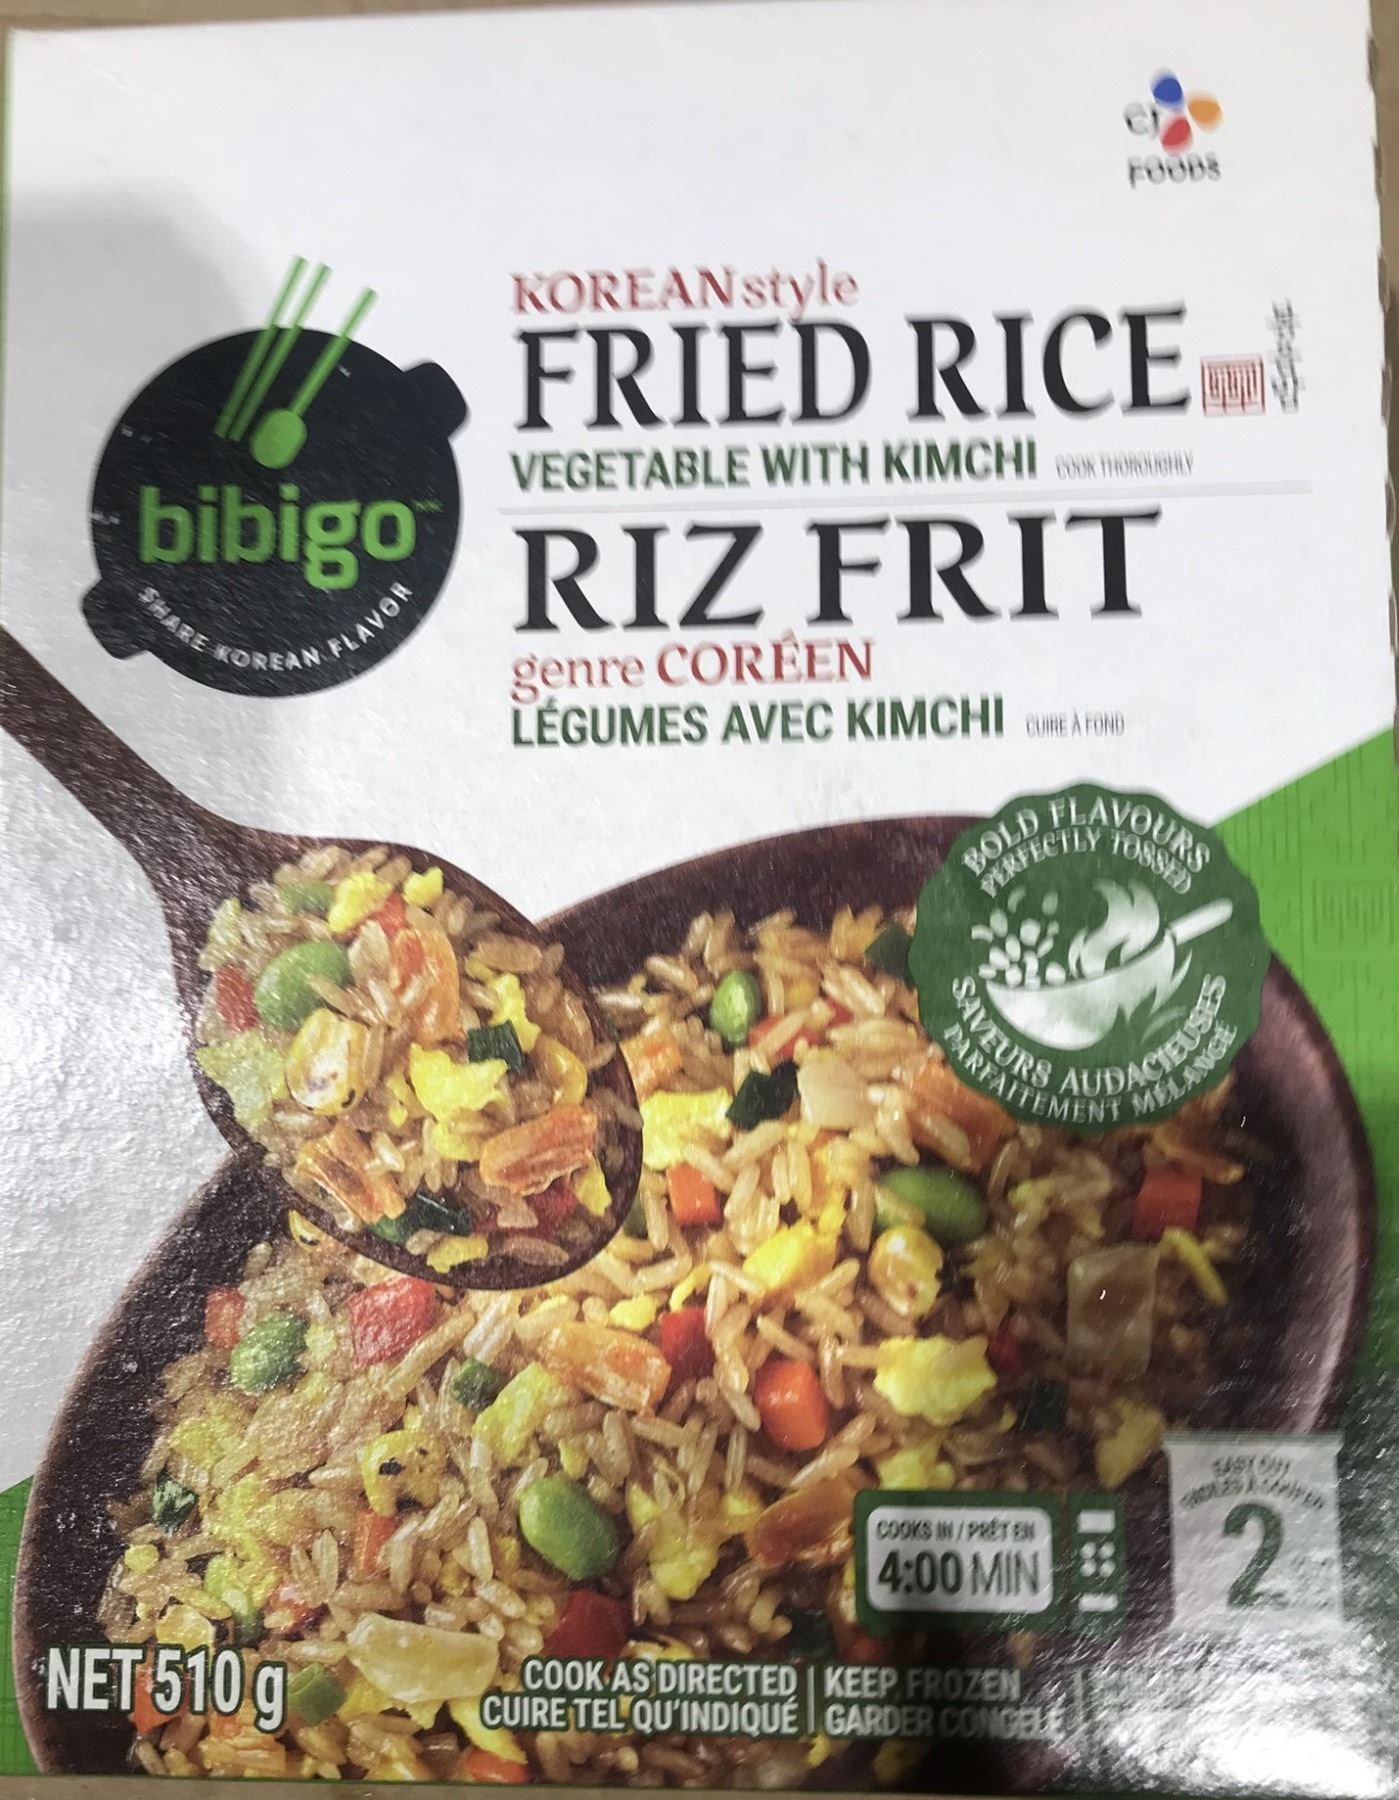 CJ
FOODS
KOREAN style
FRIED RICE
VEGETABLE WITH KIMCHI COOK THOROUGHLY
bibigo
SHARE KOREAN FLAVOR
RIZ FRIT
genre CORÉEN
LÉGUMES AVEC KIMCHI CUIRE À FOND
BOLD FLAVOURS
PERFECTLY TOSSED
SAVEURS AUDACIEUSES
PARFAITEMENT MÉLANGÉ
COOKS IN / PRÊT EN
4:00 MIN
2
NET 510 g
COOK AS DIRECTED | KEEP FROZEN
CUIRE TEL QU'INDIQUÉ | GARDER CONGELÉ